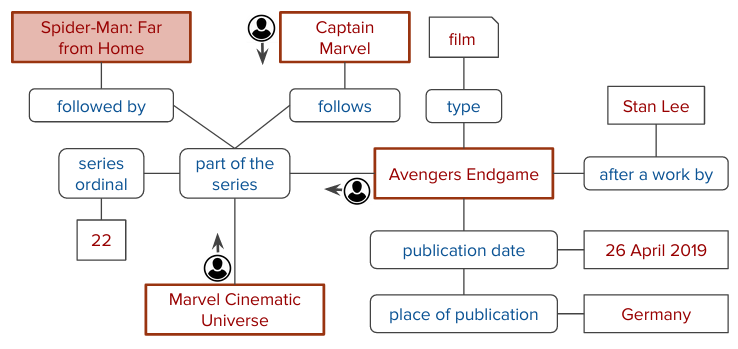 Spider-Man: Far
from Home
Captain
Marvel
film
followed by
follows
type
Stan Lee
series
ordinal
part of the
series
Avengers Endgame
after a work by
22
publication date
26 April 2019
Marvel Cinematic
Universe
place of publication
Germany